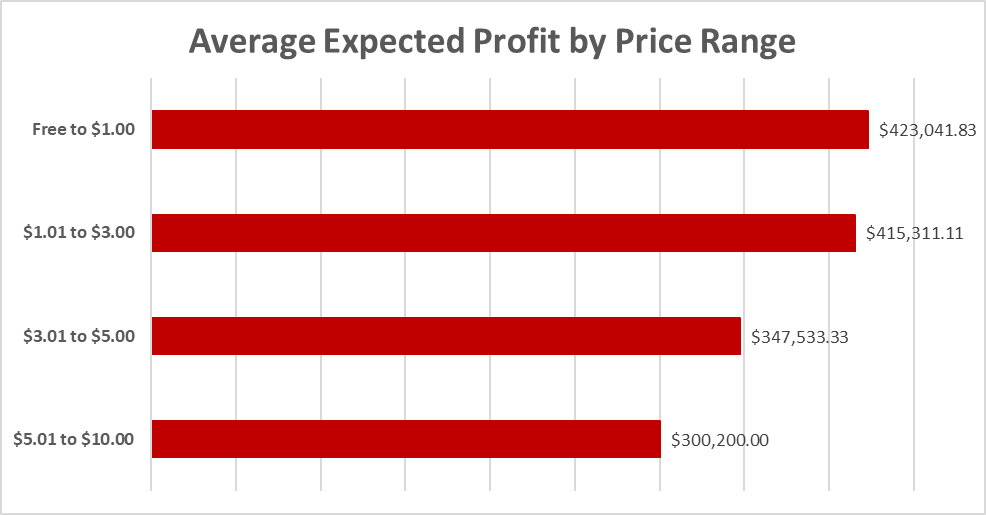 Average Expected Profit by Price Range
Free to $1.00 $423,041.83
$1.01 to $3.00 $415,311.11
$3.01 to $5.00 $347,533.33
$5.01 to $10.00 $300,200.00